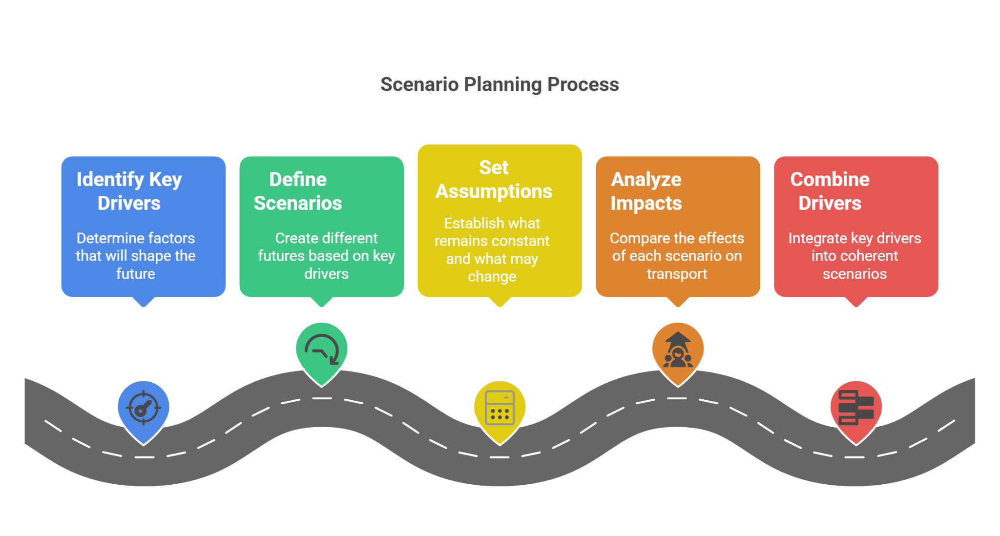 Scenario Planning Process
Identify Key
Drivers
Determine factors
that will shape the
future
Define
Scenarios
Create different
futures based on key
drivers
Set
Assumptions
Establish what
remains constant
and what may
change
Analyze
Impacts
Compare the effects
of each scenario on
transport
Combine
Drivers
Integrate key drivers
into coherent
scenarios